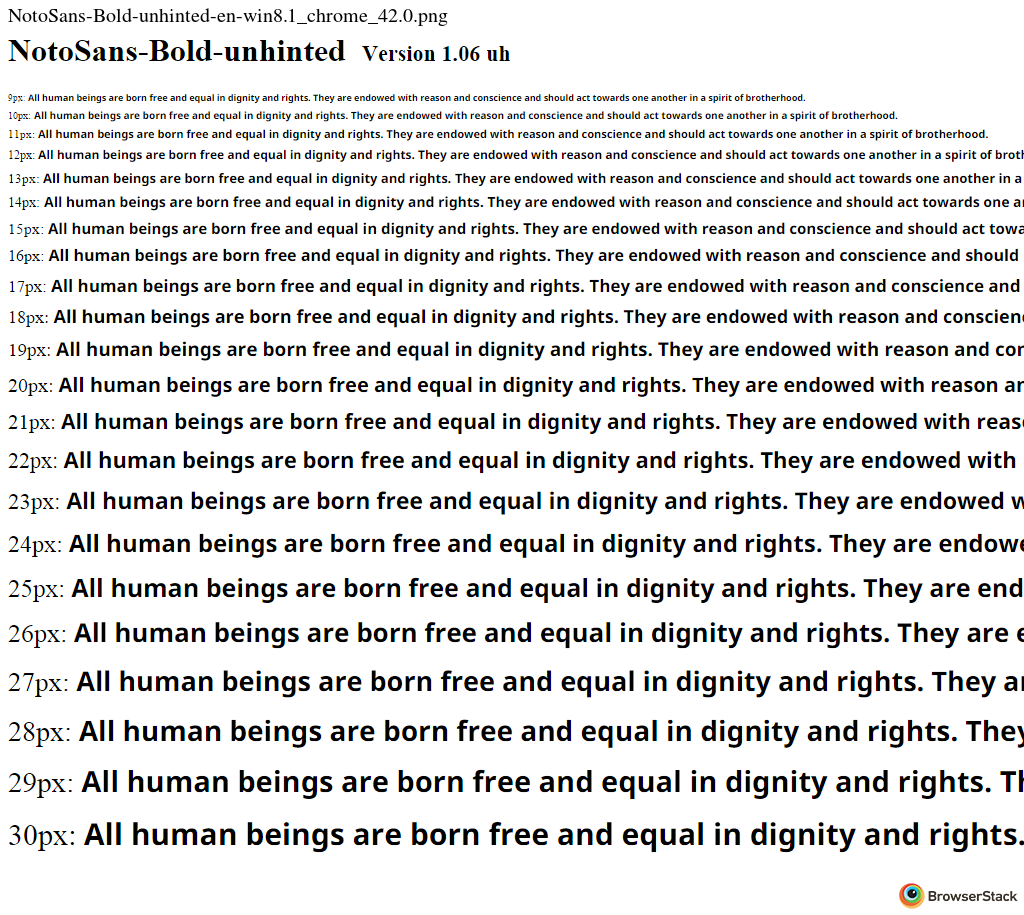 NotoSans-Bold-unhinted-en-win8.1_chrome_42.0.png
NotoSans-Bold-unhinted Version 1.06 uh
9px: All human beings are born free and equal in dignity and rights. They are endowed with reason and conscience and should act towards one another in a spirit of brotherhood.
10px: All human beings are born free and equal in dignity and rights. They are endowed with reason and conscience and should act towards one another in a spirit of brotherhood.
11px: All human beings are born free and equal in dignity and rights. They are endowed with reason and conscience and should act towards one another in a spirit of brotherhood.
12px: All human beings are born free and equal in dignity and rights. They are endowed with reason and conscience and should act towards one another in a spirit of broth
13px: All human beings are born free and equal in dignity and rights. They are endowed with reason and conscience and should act towards one another in a
14px: All human beings are born free and equal in dignity and rights. They are endowed with reason and conscience and should act towards one a
15px: All human beings are born free and equal in dignity and rights. They are endowed with reason and conscience and should act towa
16px: All human beings are born free and equal in dignity and rights. They are endowed with reason and conscience and should
17px: All human beings are born free and equal in dignity and rights. They are endowed with reason and conscience and
18px: All human beings are born free and equal in dignity and rights. They are endowed with reason and conscien
19px: All human beings are born free and equal in dignity and rights. They are endowed with reason and con
20px: All human beings are born free and equal in dignity and rights. They are endowed with reason ar
21px: All human beings are born free and equal in dignity and rights. They are endowed with reas
22px: All human beings are born free and equal in dignity and rights. They are endowed with
23px: All human beings are born free and equal in dignity and rights. They are endowed w
24px: All human beings are born free and equal in dignity and rights. They are endowe
25px: All human beings are born free and equal in dignity and rights. They are end
26px: All human beings are born free and equal in dignity and rights. They are e
27px: All human beings are born free and equal in dignity and rights. They ar
28px: All human beings are born free and equal in dignity and rights. They
29px: All human beings are born free and equal in dignity and rights. Th
30px: All human beings are born free and equal in dignity and rights.
BrowserStack